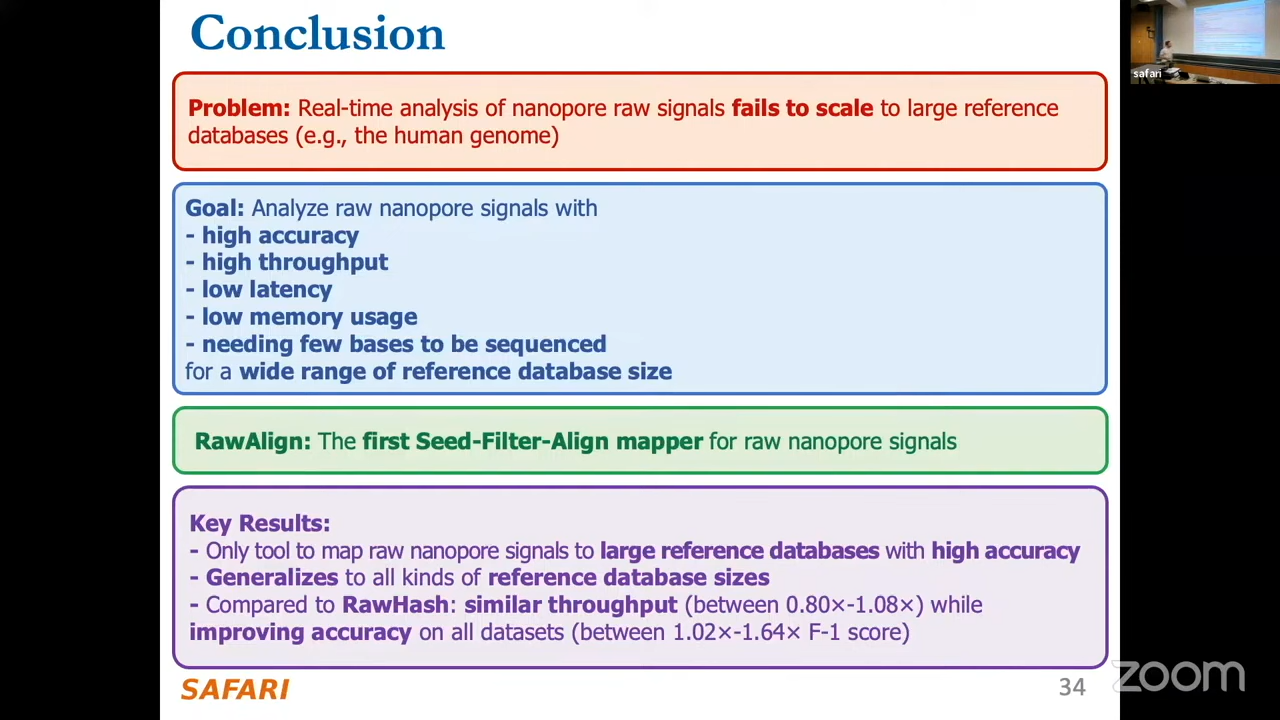 Conclusion
safari
Problem: Real-time analysis of nanopore raw signals fails to scale to large reference
databases (e.g., the human genome)
Goal: Analyze raw nanopore signals with
- high accuracy
- high throughput
- low latency
- low memory usage
- needing few bases to be sequenced
for a wide range of reference database size
RawAlign: The first Seed-Filter-Align mapper for raw nanopore signals
Key Results:
- Only tool to map raw nanopore signals to large reference databases with high accuracy
- Generalizes to all kinds of reference database sizes
- Compared to RawHash: similar throughput (between 0.80×-1.08×) while
improving accuracy on all datasets (between 1.02×-1.64× F-1 score)
SAFARI
34
zoom